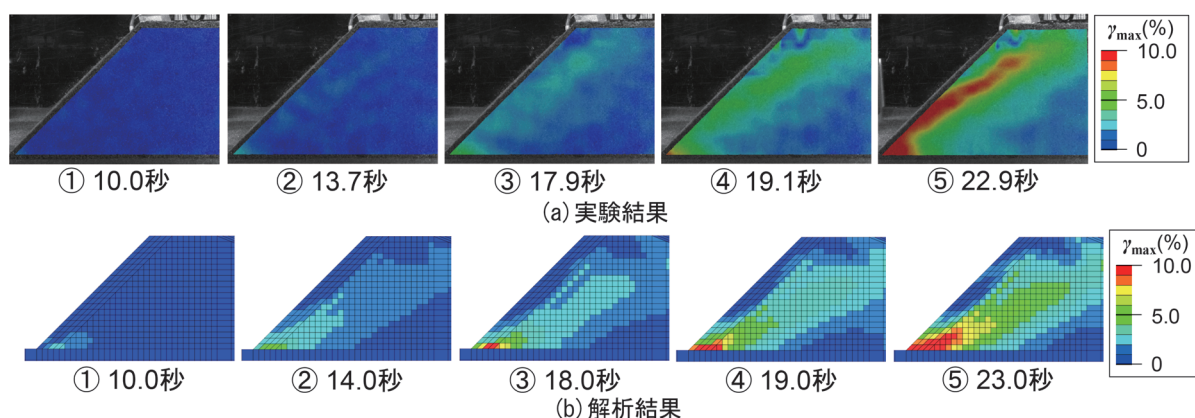 γmax(%)
10.0
5.0
0
① 10.0秒
② 13.7秒
③ 17.9秒
④ 19.1秒
⑤ 22.9秒
(a) 実験結果
γmax(%)
10.0
5.0
0
① 10.0秒
② 14.0秒
③ 18.0秒
④ 19.0秒
⑤ 23.0秒
(b) 解析結果